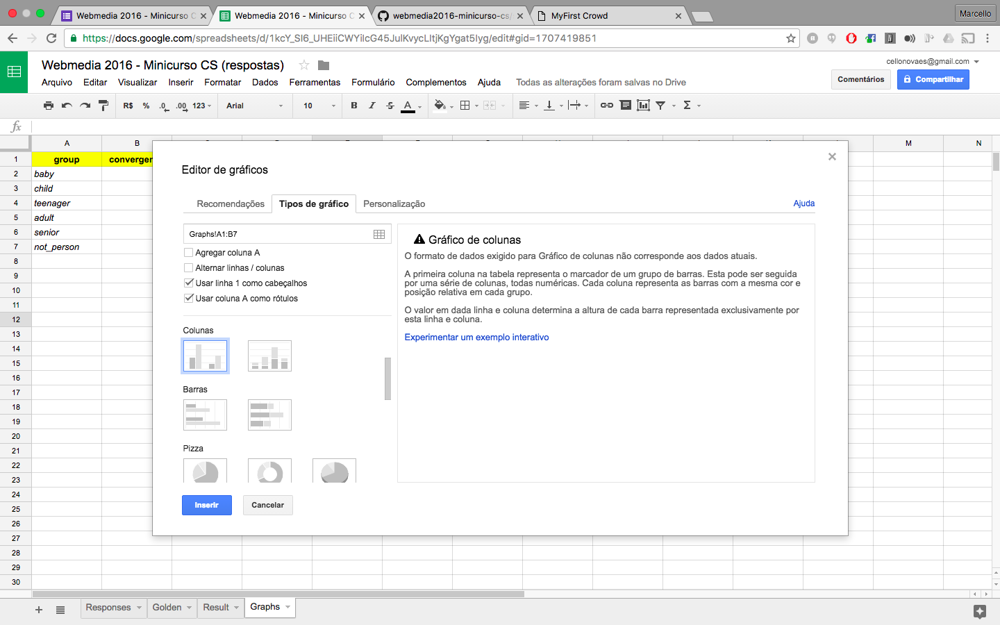 Webmedia 2016 - Minicurso C
Webmedia 2016 - Minicurso C
webmedia2016-minicurso-cs/
MyFirst Crowd
Marcello
https://docs.google.com/spreadsheets/d/1kcY_SI6_UHEiiCWYiIcG45JulKvycLItjKgYgat5Iyg/edit#gid=1707419851
Webmedia 2016 - Minicurso CS (respostas)
cellonovaes@gmail.com
Arquivo Editar Visualizar Inserir Formatar Dados Ferramentas Formulário Complementos Ajuda Todas as alterações foram salvas no Drive
Comentários
Compartilhar
R$ % .0 .00 123 Arial 10 B I S A Σ
fx
A B M N
1 group converger
2 baby
3 child
4 teenager
5 adult
6 senior
7 not_person
8
9
10
11
12
13
14
15
16
17
18
19
20
21
22
23
24
25
26
27
28
29
30
Editor de gráficos
Recomendações Tipos de gráfico Personalização Ajuda
Graphs!A1:B7
Agregar coluna A
Alternar linhas / colunas
Usar linha 1 como cabeçalhos
Usar coluna A como rótulos
Colunas
Barras
Pizza
Gráfico de colunas
O formato de dados exigido para Gráfico de colunas não corresponde aos dados atuais.
A primeira coluna na tabela representa o marcador de um grupo de barras. Esta pode ser seguida
por uma série de colunas, todas numéricas. Cada coluna representa as barras com a mesma cor e
posição relativa em cada grupo.
O valor em dada linha e coluna determina a altura de cada barra representada exclusivamente por
esta linha e coluna.
Experimentar um exemplo interativo
Inserir
Cancelar
Responses Golden Result Graphs